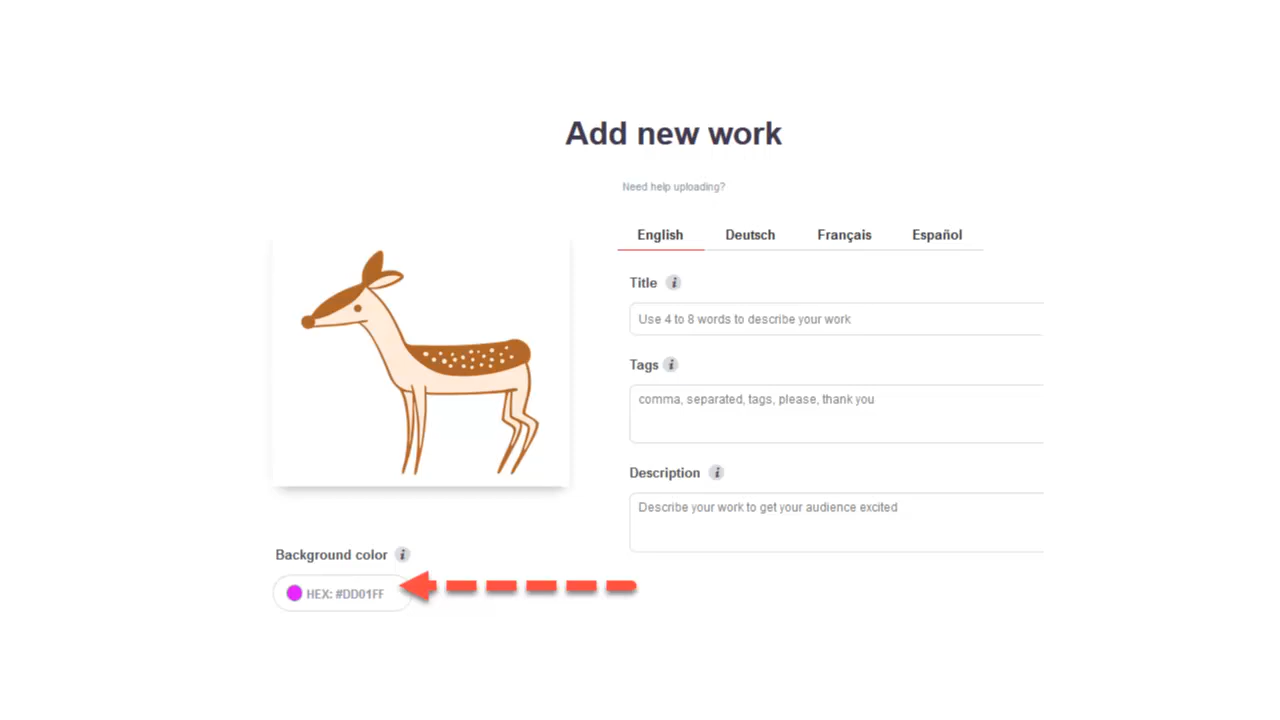 Add new work
Need help uploading?
English Deutsch Français Español
Title i
Use 4 to 8 words to describe your work
Tags i
comma, separated, tags, please, thank you
Description i
Describe your work to get your audience excited
Background color i
HEX: #DD01FF